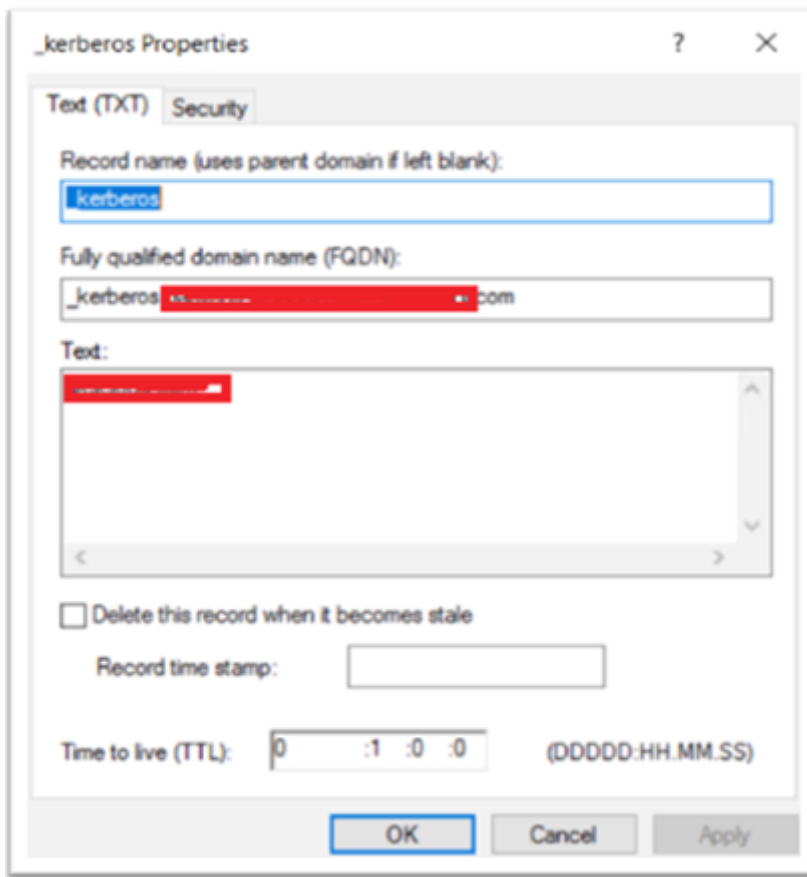 _kerberos Properties
? ×
Text (TXT) Security
Record name (uses parent domain if left blank):
_kerberos
Fully qualified domain name (FQDN):
_kerberos com
Text:
Delete this record when it becomes stale
Record time stamp:
Time to live (TTL): 0 :1 :0 :0 (DDDDD:HH.MM.SS)
OK Cancel Apply